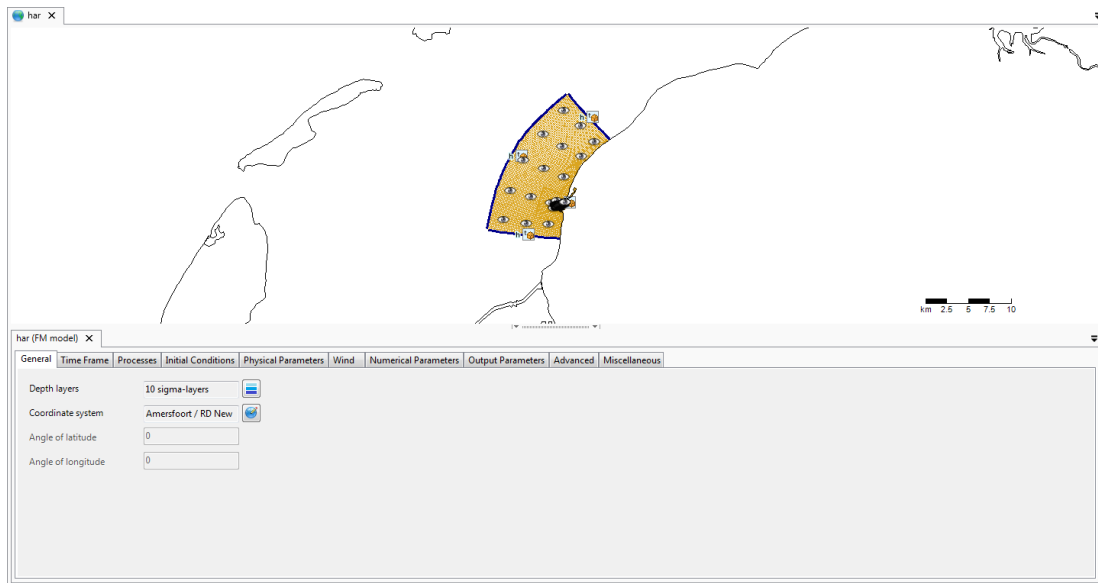 har
h
h
h
km 2.5 5 7.5 10
har (FM model)
General Time Frame Processes Initial Conditions Physical Parameters Wind Numerical Parameters Output Parameters Advanced Miscellaneous
Depth layers 10 sigma-layers
Coordinate system Amersfoort / RD New
Angle of latitude 0
Angle of longitude 0